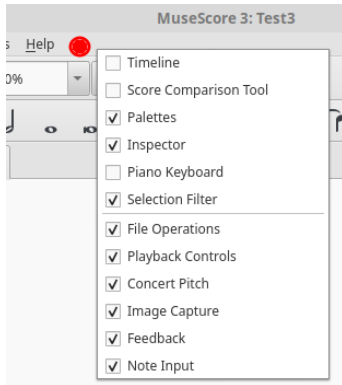 MuseScore 3: Test3
s Help
0%
Timeline
Score Comparison Tool
Palettes
Inspector
Piano Keyboard
Selection Filter
File Operations
Playback Controls
Concert Pitch
Image Capture
Feedback
Note Input